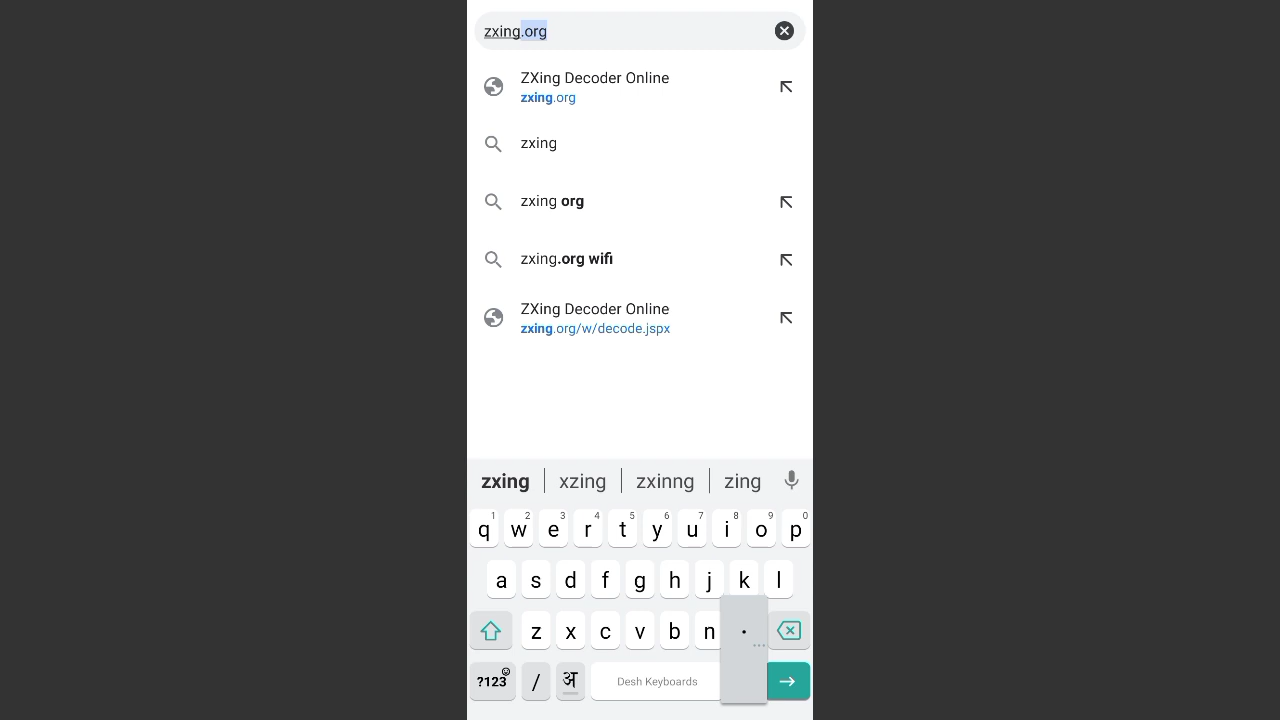 zxing.org
ZXing Decoder Online
zxing.org
zxing
zxing org
zxing.org wifi
ZXing Decoder Online
zxing.org/w/decode.jspx
zxing xzing zxinng zing
1 2 3 4 5 6 7 8 9 0
q w e r t y u i o p
a s d f g h j k l
z x c v b n .
?123 / अ Desh Keyboards